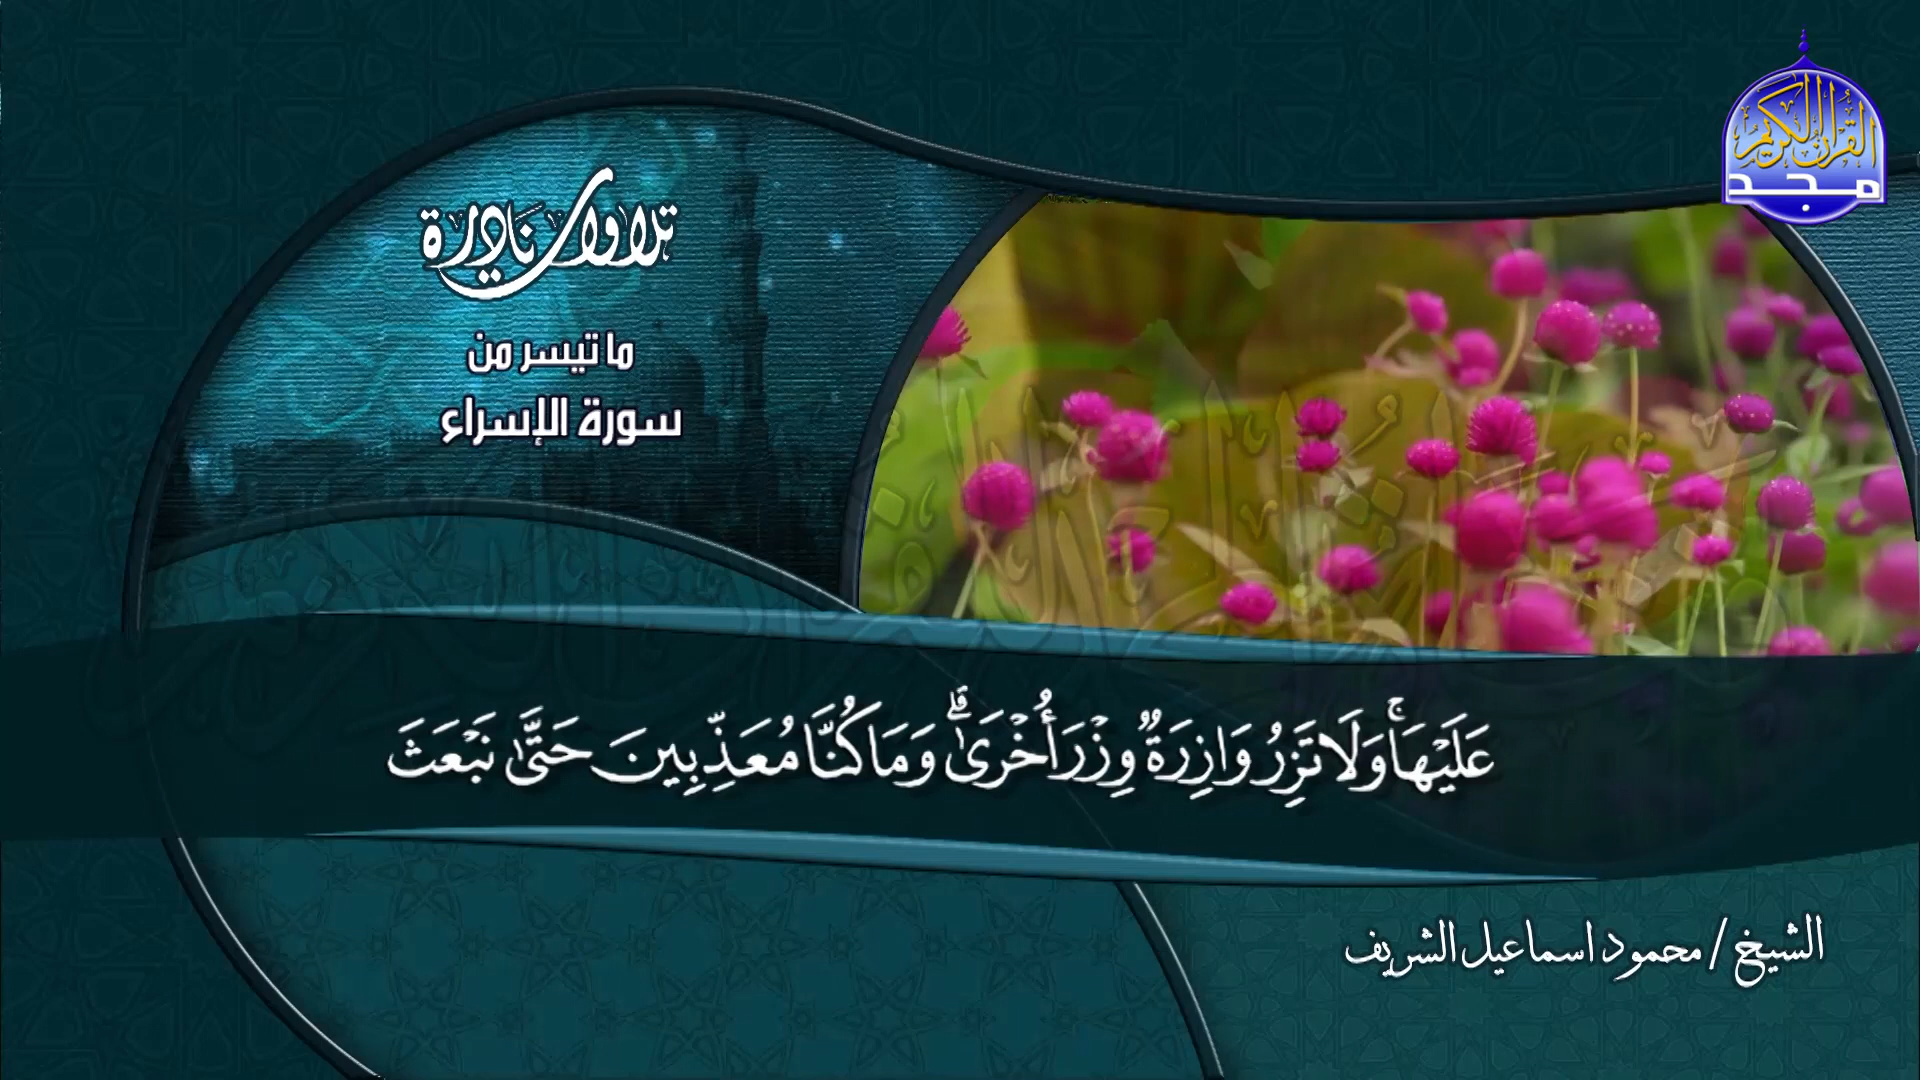 القرآن الكريم
مجد
تلاوات نادرة
ما تيسر من
سورة الإسراء
عَلَيْهَاۚ وَلَا تَزِرُ وَازِرَةٌ وِزْرَ أُخْرَىٰۗ وَمَا كُنَّا مُعَذِّبِينَ حَتَّىٰ نَبْعَثَ
الشيخ / محمود اسماعيل الشريف